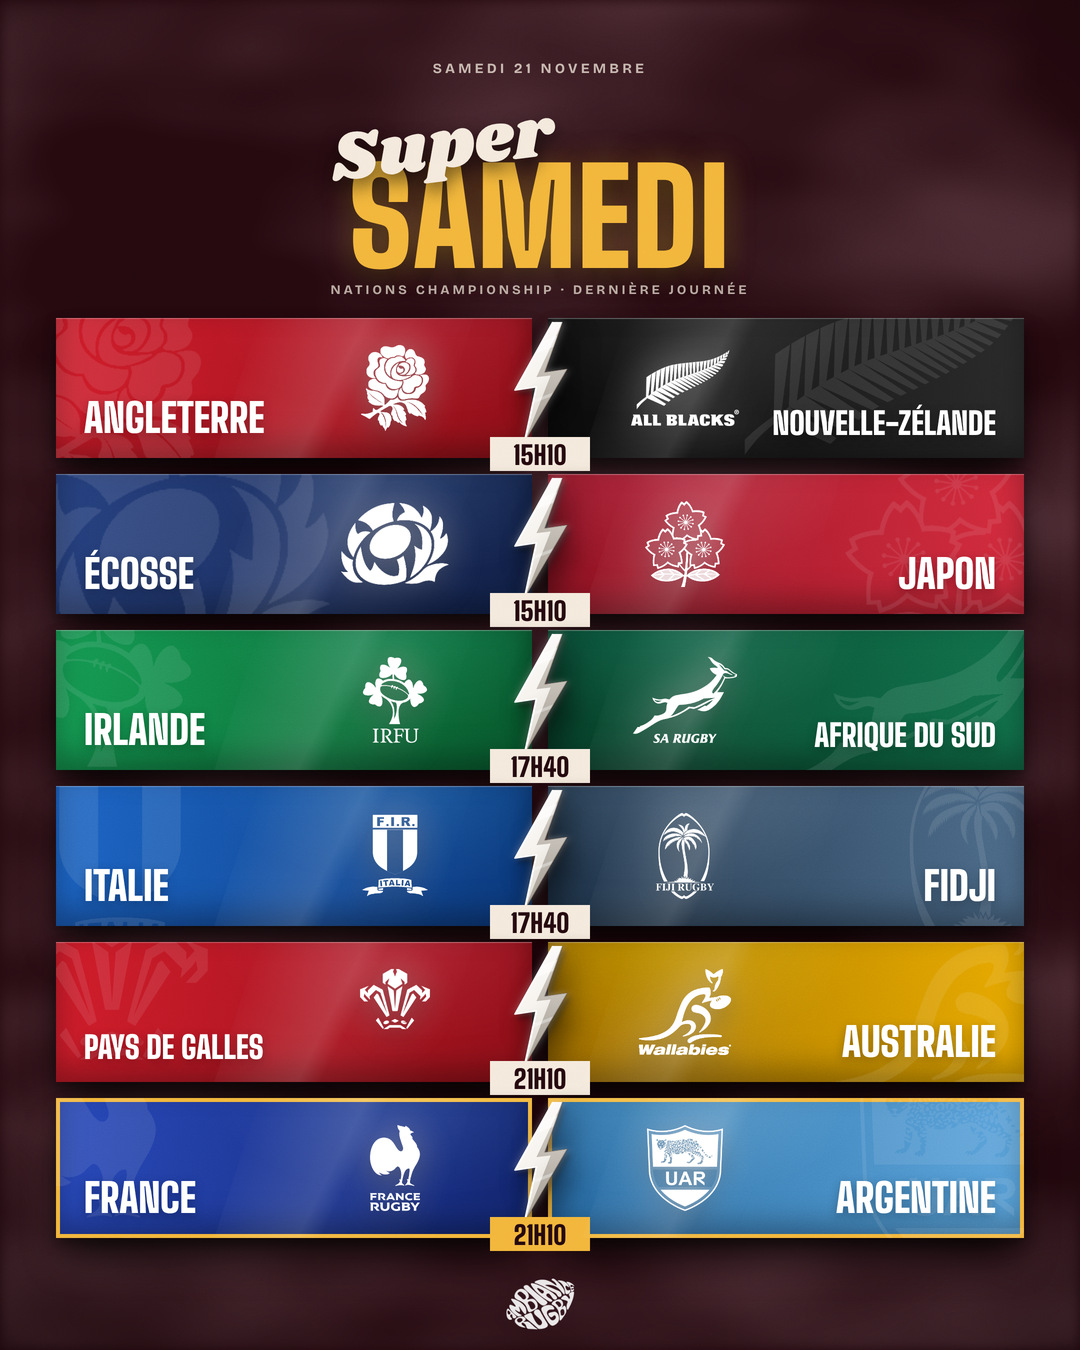 SAMEDI 21 NOVEMBRE
Super
SAMEDI
NATIONS CHAMPIONSHIP · DERNIÈRE JOURNÉE
ANGLETERRE
ALL BLACKS®
NOUVELLE-ZÉLANDE
15H10
ÉCOSSE
JAPON
15H10
IRLANDE
IRFU
SA RUGBY
AFRIQUE DU SUD
17H40
ITALIE
F.I.R.
ITALIA
FIJI RUGBY
FIDJI
17H40
PAYS DE GALLES
Wallabies
AUSTRALIE
21H10
FRANCE
FRANCE
RUGBY
UAR
ARGENTINE
21H10
AMBIANCE
RUGBY